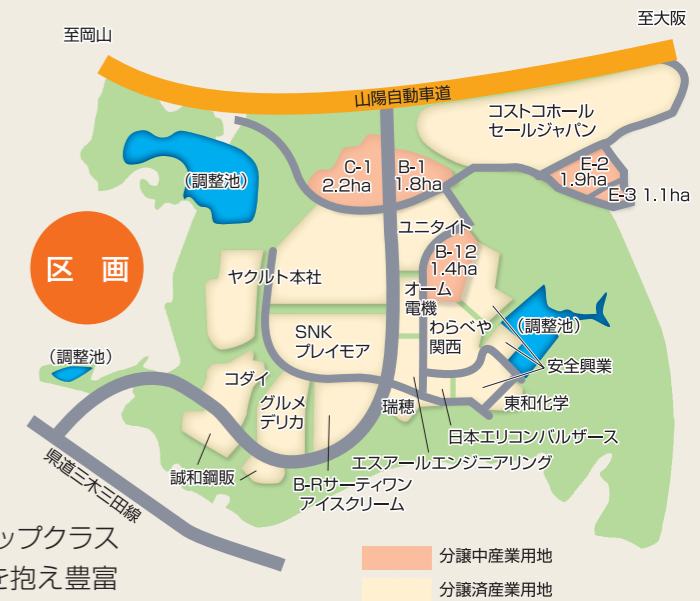 至大阪
至岡山
山陽自動車道
コストコホール
セールジャパン
C-1
2.2ha
B-1
1.8ha
E-2
1.9ha
E-3 1.1ha
（調整池）
ユニタイト
区 画
B-12
1.4ha
ヤクルト本社
オーム
電機
SNK
プレイモア
わらべや
関西
（調整池）
（調整池）
安全興業
コダイ
グルメ
デリカ
瑞穂
東和化学
日本エリコンバルザース
エスアールエンジニアリング
誠和鋼販
B-Rサーティワン
アイスクリーム
県道三木三田線
ップクラス
を抱え豊富
分譲中産業用地
分譲済産業用地